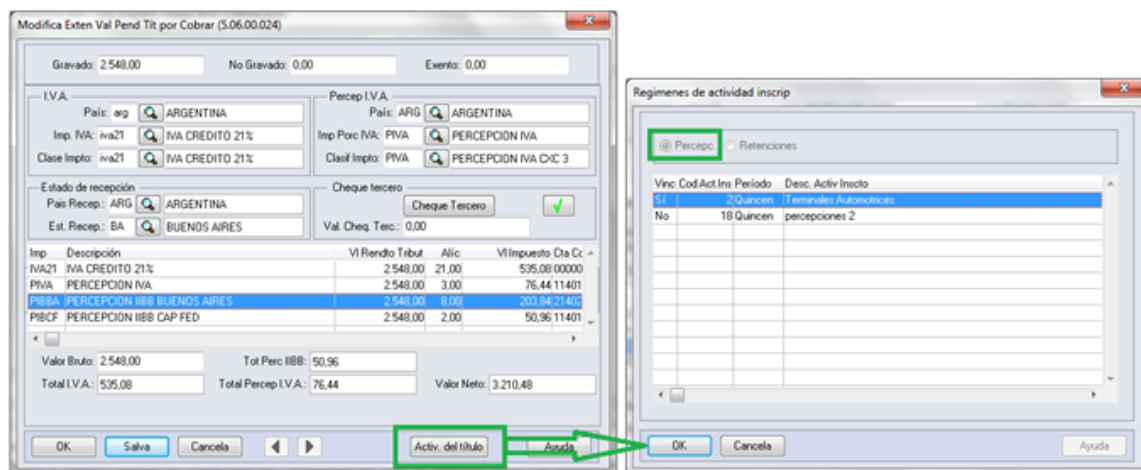 Modifica Exten Val Pend Tít por Cobrar (5.06.00.024)
Gravado: 2.548,00 No Gravado: 0,00 Exento: 0,00
I.V.A.
País: arg ARGENTINA
Imp. IVA: iva21 IVA CREDITO 21%
Clase Impto: iva21 IVA CREDITO 21%
Percep I.V.A.
País: ARG ARGENTINA
Imp Porc IVA: PIVA PERCEPCION IVA
Clasif Impto: PIVA PERCEPCION IVA CXC 3
Estado de recepción
Pais Recep.: ARG ARGENTINA
Est. Recep.: BA BUENOS AIRES
Cheque tercero
Cheque Tercero
Val. Cheq. Terc.: 0,00
Imp Descripción Vl Rendto Tribut Alíc Vl Impuesto Cta Cc
IVA21 IVA CREDITO 21% 2.548,00 21,00 535,08 00000
PIVA PERCEPCION IVA 2.548,00 3,00 76,44 11401
PIBBA PERCEPCION IIBB BUENOS AIRES 2.548,00 8,00 203,84 21402
PIBCF PERCEPCION IIBB CAP FED 2.548,00 2,00 50,96 11401
Valor Bruto: 2.548,00 Tot Perc IIBB: 50,96
Total I.V.A.: 535,08 Total Percep I.V.A.: 76,44 Valor Neto: 3.210,48
OK Salva Cancela Activ. del título Ayuda
Regimenes de actividad inscrip
Percepc. Retenciones
Vinc Cod Act.Ins Período Desc. Activ Inscto
Sí 2 Quincen Terminales Automotrices
No 18 Quincen percepciones 2
OK Cancela Ayuda